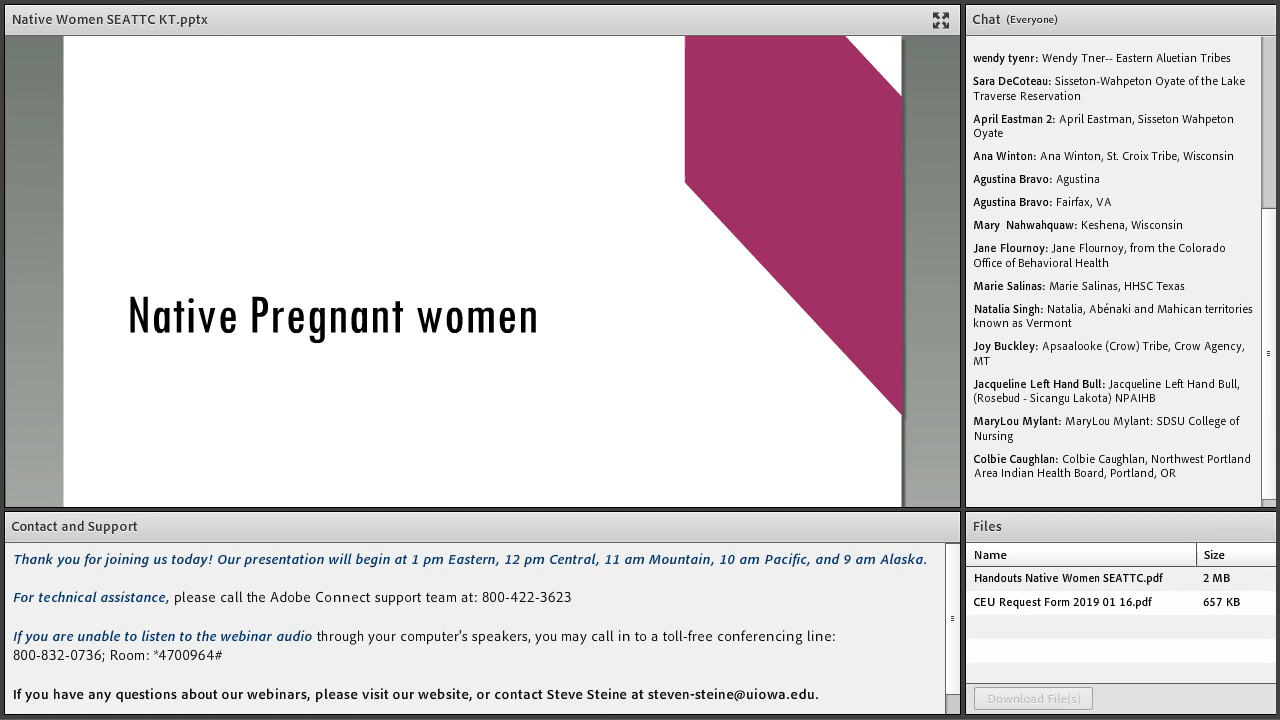 Native Women SEATTC KT.pptx
Native Pregnant women
Chat (Everyone)
wendy tyenr: Wendy Tner-- Eastern Aluetian Tribes
Sara DeCoteau: Sisseton-Wahpeton Oyate of the Lake
Traverse Reservation
April Eastman 2: April Eastman, Sisseton Wahpeton
Oyate
Ana Winton: Ana Winton, St. Croix Tribe, Wisconsin
Agustina Bravo: Agustina
Agustina Bravo: Fairfax, VA
Mary Nahwahquaw: Keshena, Wisconsin
Jane Flournoy: Jane Flournoy, from the Colorado
Office of Behavioral Health
Marie Salinas: Marie Salinas, HHSC Texas
Natalia Singh: Natalia, Abénaki and Mahican territories
known as Vermont
Joy Buckley: Apsaalooke (Crow) Tribe, Crow Agency,
MT
Jacqueline Left Hand Bull: Jacqueline Left Hand Bull,
(Rosebud - Sicangu Lakota) NPAIHB
MaryLou Mylant: MaryLou Mylant: SDSU College of
Nursing
Colbie Caughlan: Colbie Caughlan, Northwest Portland
Area Indian Health Board, Portland, OR
Contact and Support
Thank you for joining us today! Our presentation will begin at 1 pm Eastern, 12 pm Central, 11 am Mountain, 10 am Pacific, and 9 am Alaska.
For technical assistance, please call the Adobe Connect support team at: 800-422-3623
If you are unable to listen to the webinar audio through your computer's speakers, you may call in to a toll-free conferencing line:
800-832-0736; Room: *4700964#
If you have any questions about our webinars, please visit our website, or contact Steve Steine at steven-steine@uiowa.edu.
Files
Name Size
Handouts Native Women SEATTC.pdf 2 MB
CEU Request Form 2019 01 16.pdf 657 KB
Download File(s)